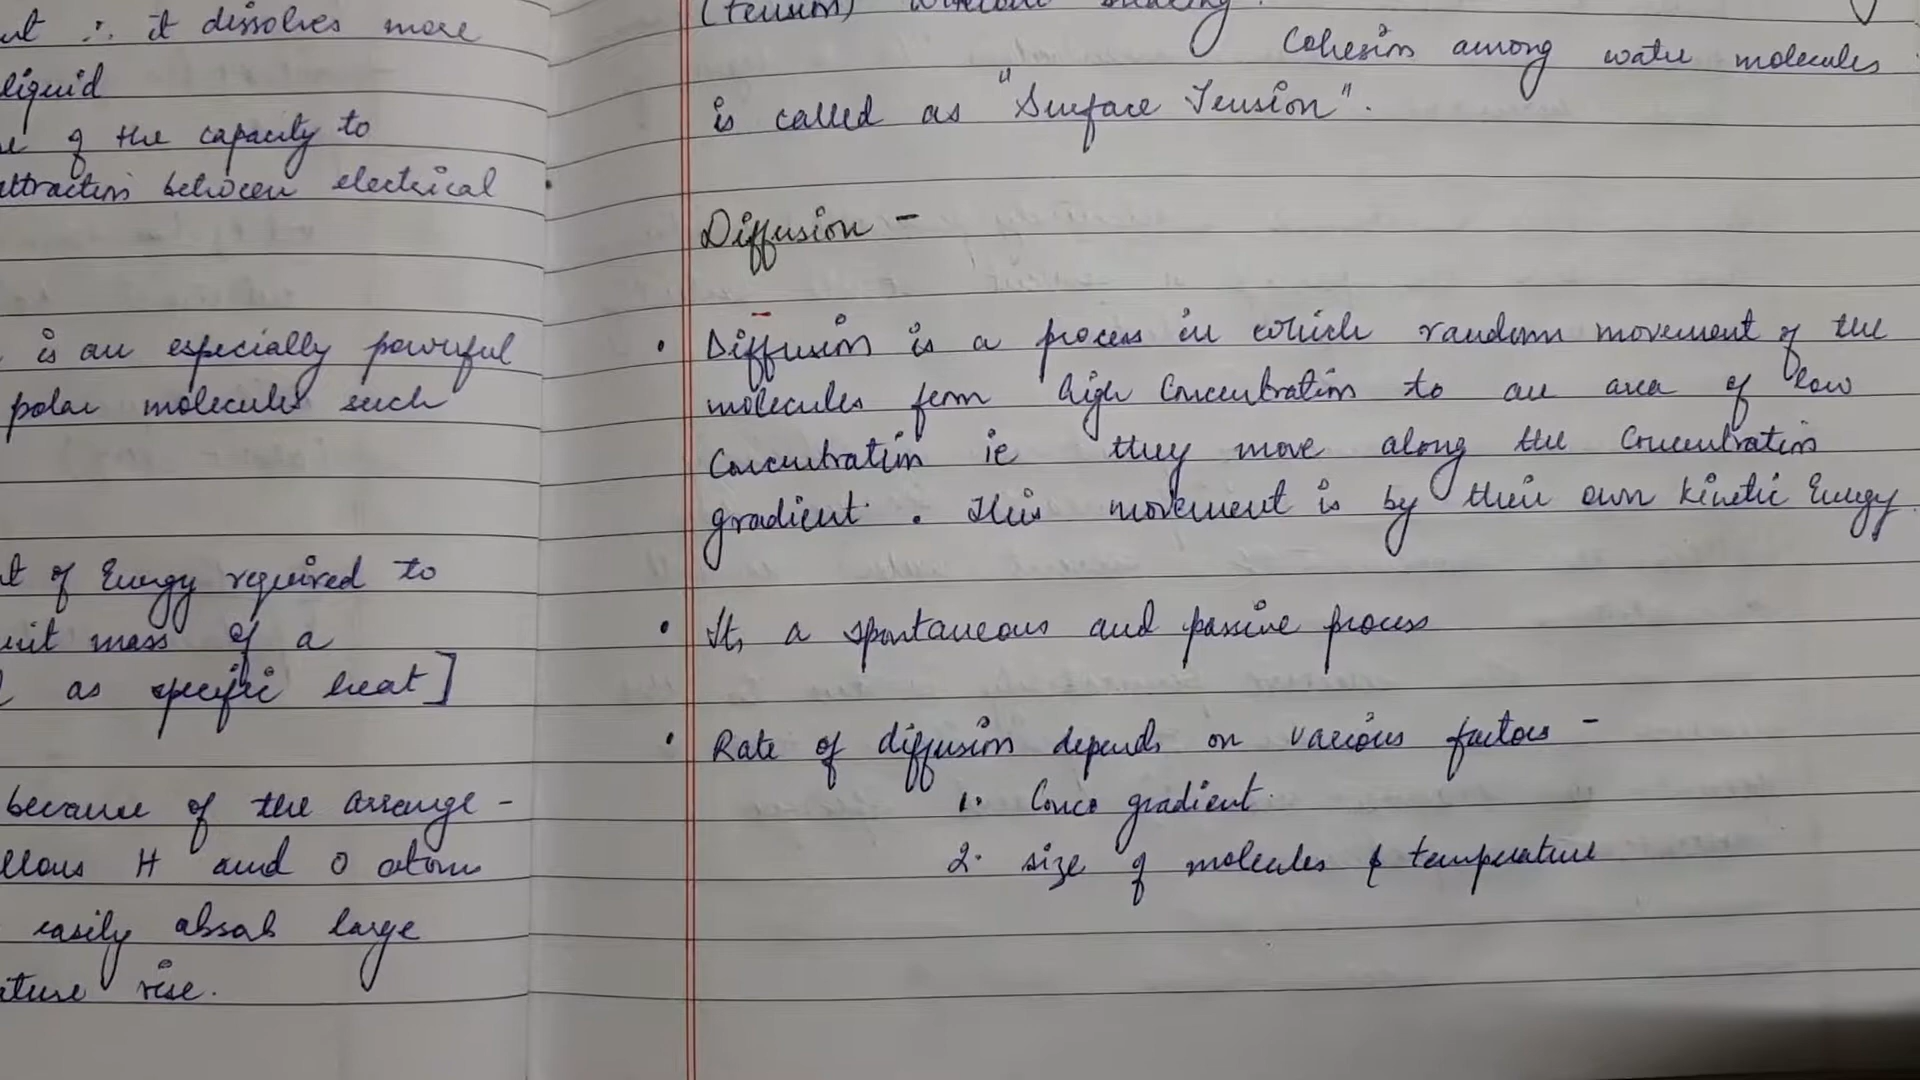 ∴ it dissolves more
liquid
of the capacity to
between electrical
is an especially powerful
polar molecules such
of Energy required to
mass of a
as specific heat]
because of the arrange -
H and O atoms
easily absorb large
rise.
(tension) without
Cohesion among water molecules
is called as "Surface Tension".
Diffusion -
• Diffusion is a process in which random movement of the
molecules from high Concentration to an area of low
Concentration ie they move along the Concentration
gradient. This movement is by their own kinetic Energy.
• Its a spontaneous and passive process
• Rate of diffusion depends on various factors -
1. Conc gradient.
2. size of molecules & temperature